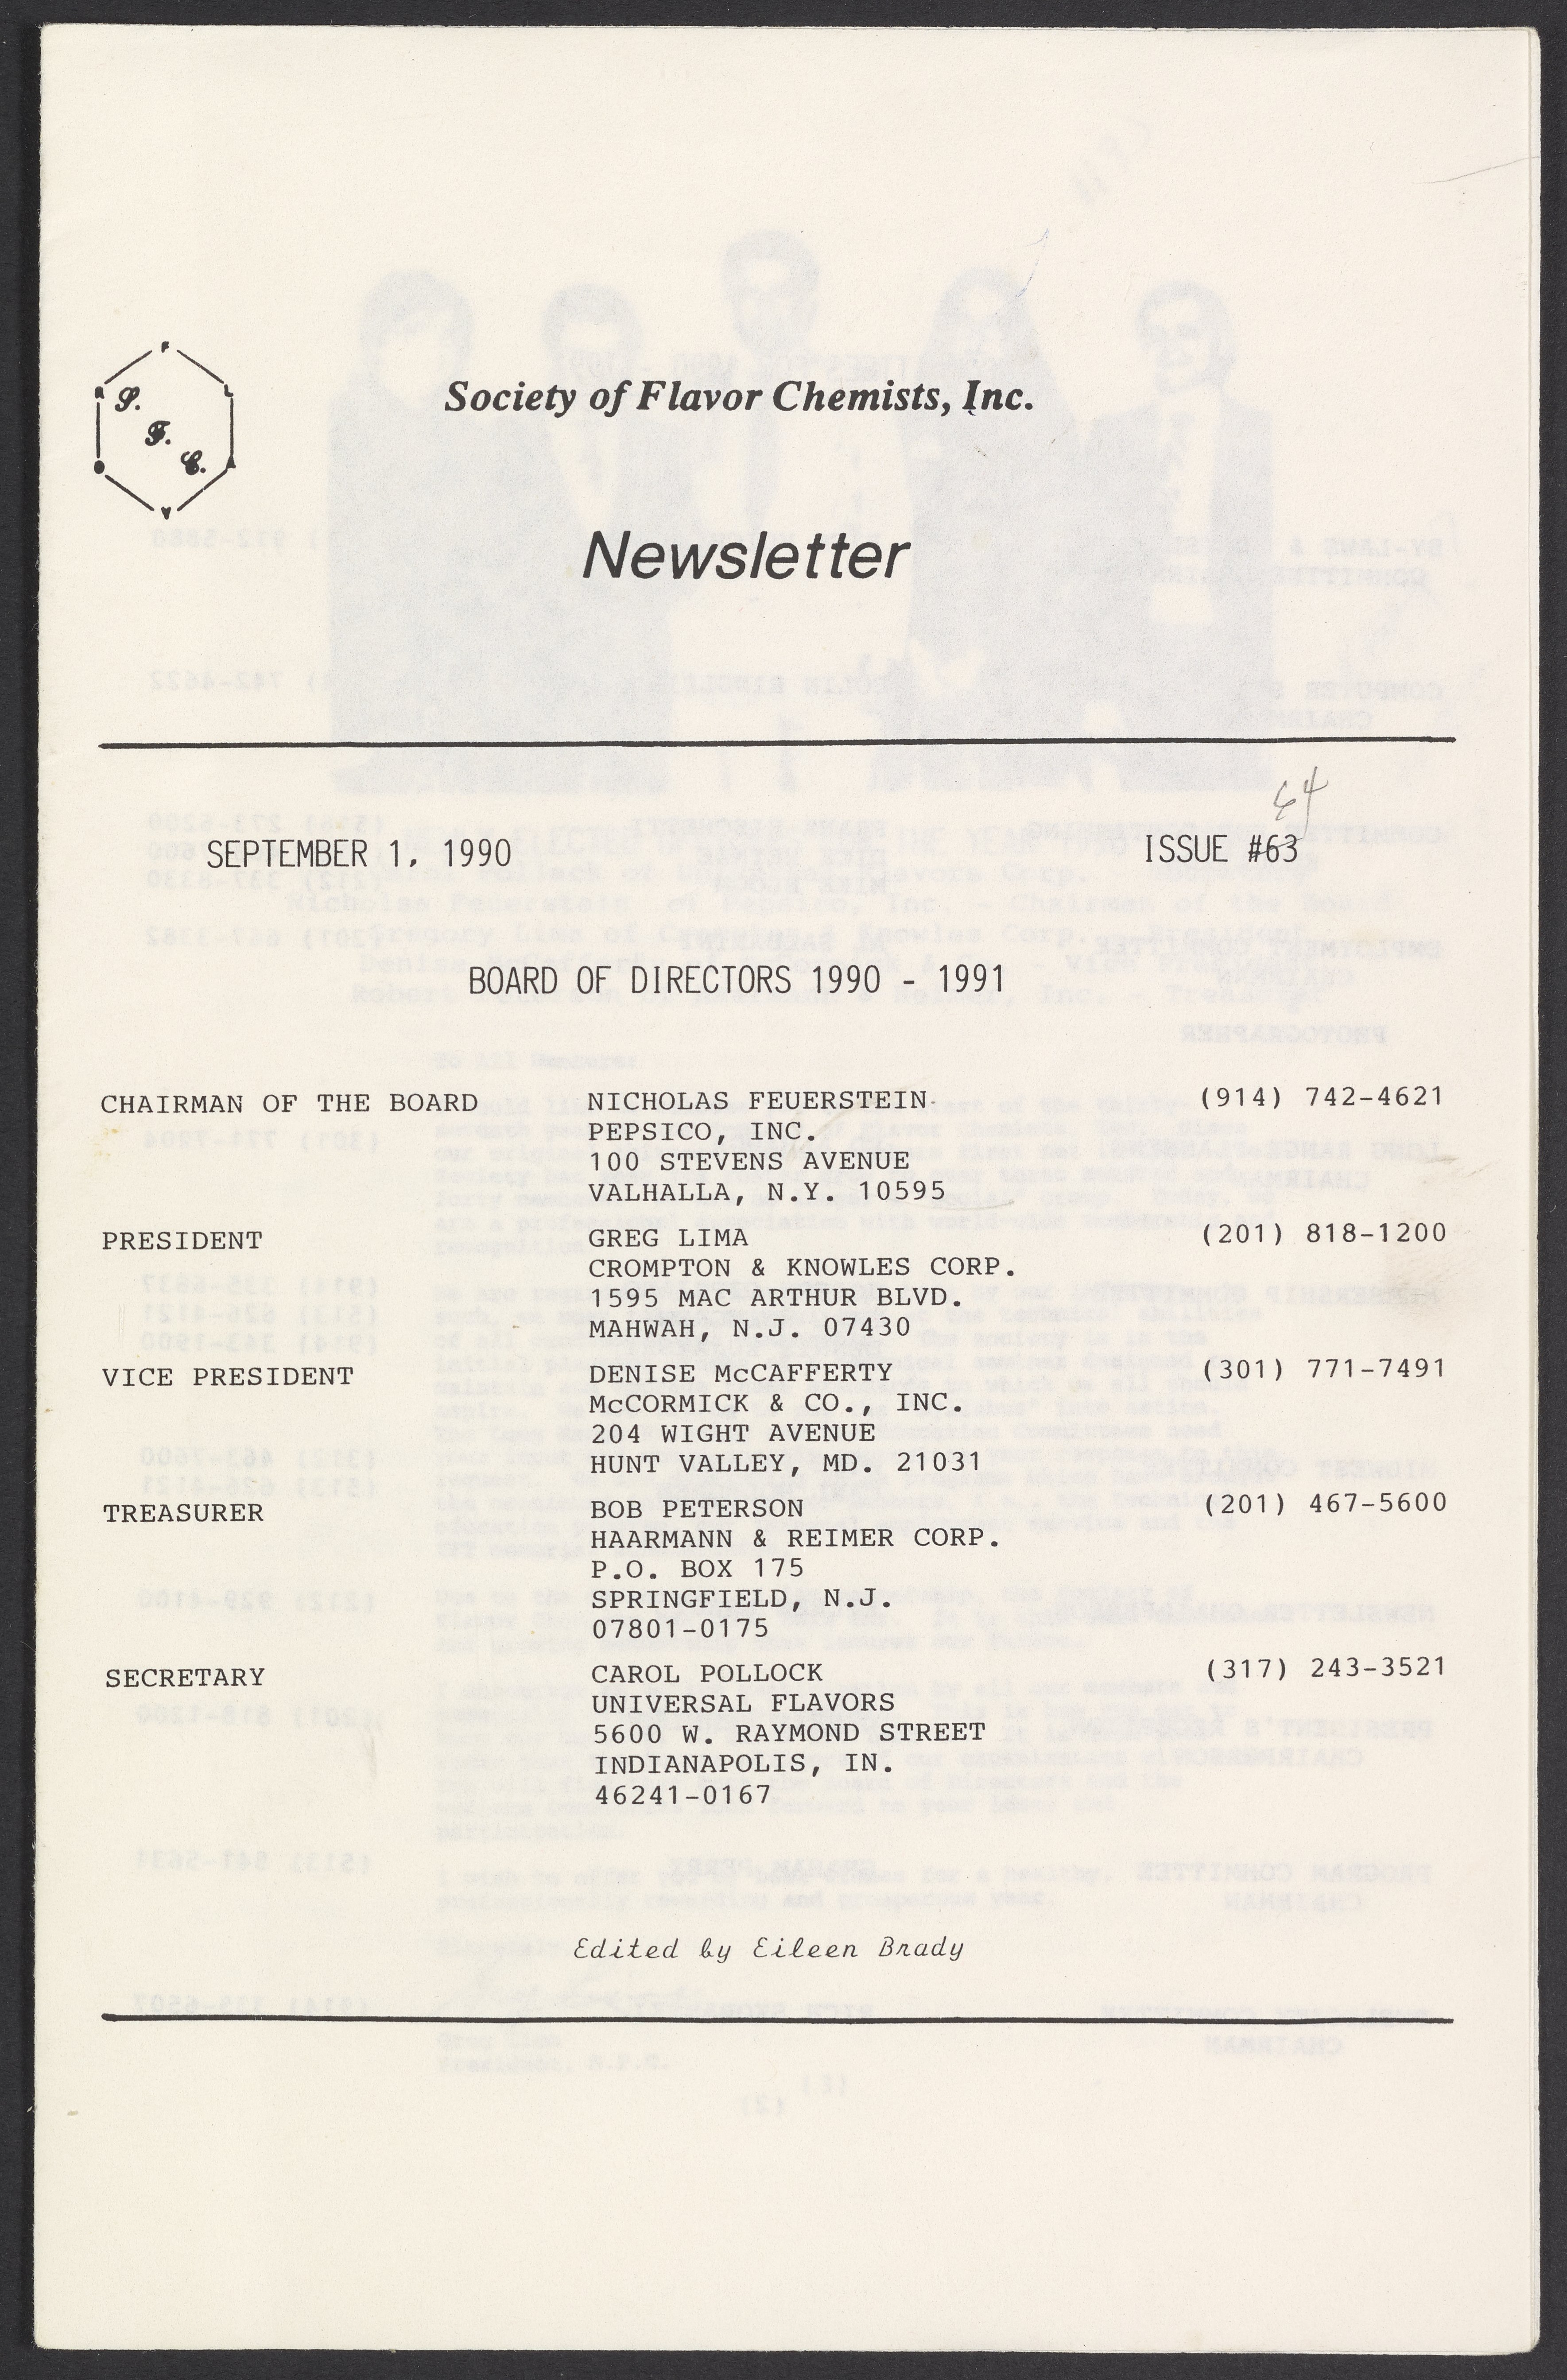 S.
F.
C.
F
R L
O A
V
Society of Flavor Chemists, Inc.
Newsletter
64
SEPTEMBER 1, 1990 ISSUE #63
BOARD OF DIRECTORS 1990 - 1991
CHAIRMAN OF THE BOARD NICHOLAS FEUERSTEIN (914) 742-4621
PEPSICO, INC.
100 STEVENS AVENUE
VALHALLA, N.Y. 10595
PRESIDENT GREG LIMA (201) 818-1200
CROMPTON & KNOWLES CORP.
1595 MAC ARTHUR BLVD.
MAHWAH, N.J. 07430
VICE PRESIDENT DENISE McCAFFERTY (301) 771-7491
McCORMICK & CO., INC.
204 WIGHT AVENUE
HUNT VALLEY, MD. 21031
TREASURER BOB PETERSON (201) 467-5600
HAARMANN & REIMER CORP.
P.O. BOX 175
SPRINGFIELD, N.J.
07801-0175
SECRETARY CAROL POLLOCK (317) 243-3521
UNIVERSAL FLAVORS
5600 W. RAYMOND STREET
INDIANAPOLIS, IN.
46241-0167
Edited by Eileen Brady